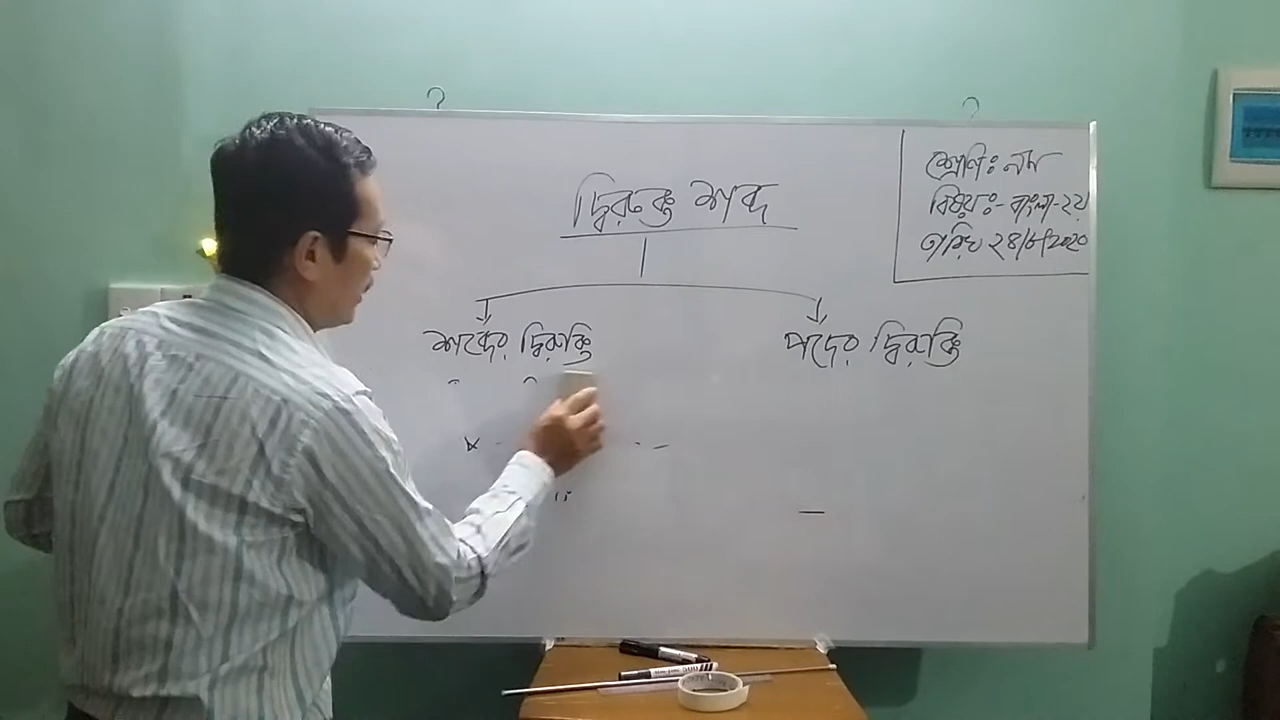 দ্বিরুক্ত শব্দ
শব্দের দ্বিরুক্তি
পদের দ্বিরুক্তি
শ্রেণি: নবম
বিষয়:- বাংলা-২য়
তারিখ ২৪/৮/২০২০